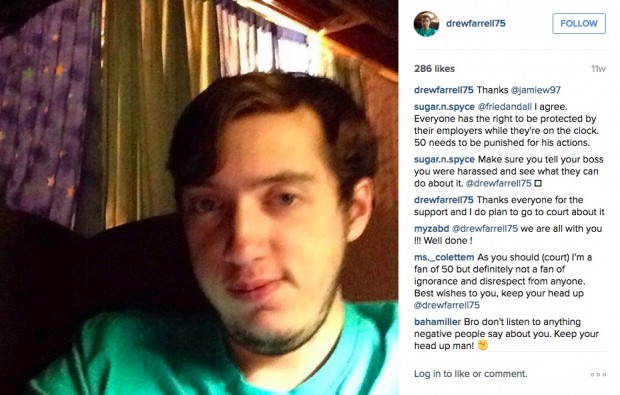 drewfarrell75
FOLLOW
286 likes
11w
drewfarrell75 Thanks @jamiew97
sugar.n.spyce @friedandall I agree.
Everyone has the right to be protected by
their employers while they're on the clock.
50 needs to be punished for his actions.
sugar.n.spyce Make sure you tell your boss
you were harassed and see what they can
do about it. @drewfarrell75 □
drewfarrell75 Thanks everyone for the
support and I do plan to go to court about it
myzabd @drewfarrell75 we are all with you
!!! Well done !
ms._colettem As you should (court) I'm a
fan of 50 but definitely not a fan of
ignorance and disrespect from anyone.
Best wishes to you, keep your head up
@drewfarrell75
bahamiller Bro don't listen to anything
negative people say about you. Keep your
head up man! ✊
Log in to like or comment.